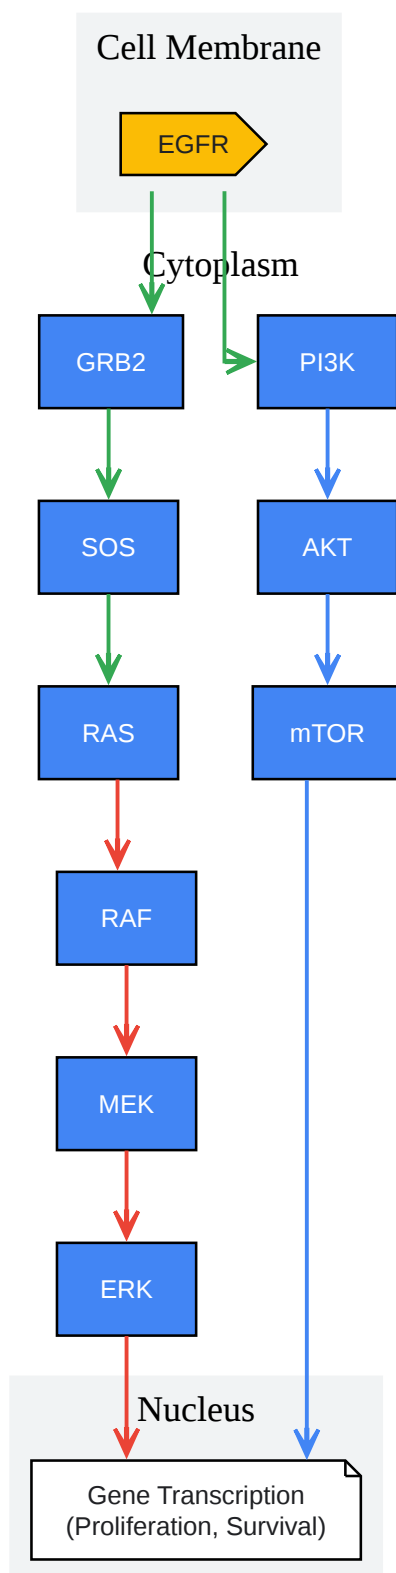 Cell Membrane
EGFR
Cytoplasm
GRB2
PI3K
SOS
AKT
RAS
mTOR
RAF
MEK
ERK
Nucleus
Gene Transcription
(Proliferation, Survival)